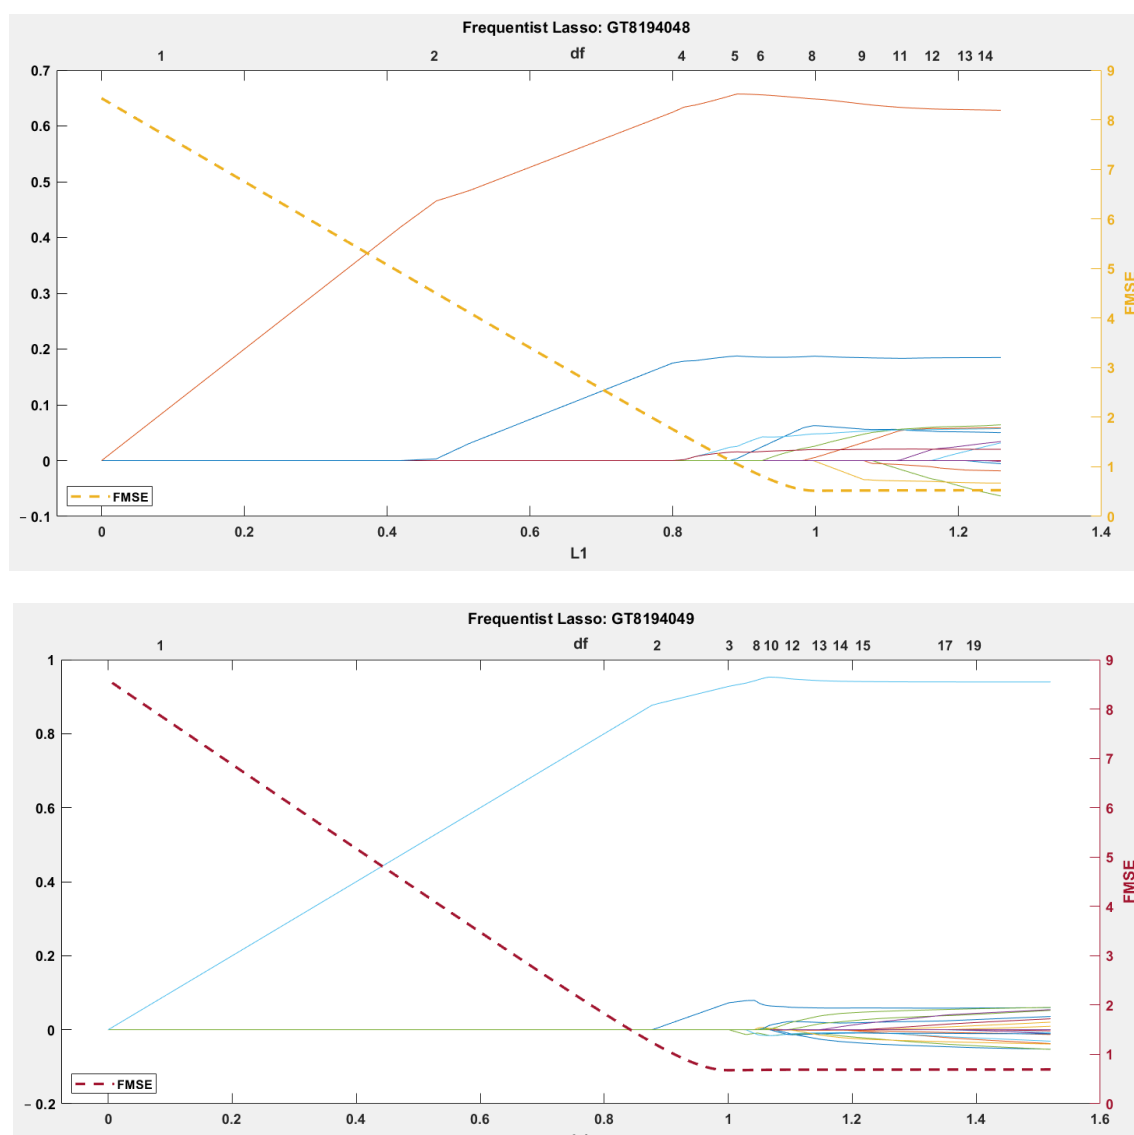 Frequentist Lasso: GT8194048
df
1 2 4 5 6 8 9 11 12 13 14
0.7 9
0.6 8
7
0.5 6
0.4 5
0.3 4
0.2 3
0.1 2
0 1
– 0.1 0
FMSE
FMSE
0 0.2 0.4 0.6 0.8 1 1.2 1.4
L1
Frequentist Lasso: GT8194049
df
1 2 3 8 10 12 13 14 15 17 19
1 9
0.8 8
7
0.6 6
0.4 5
4
0.2 3
2
0 1
– 0.2 0
FMSE
FMSE
0 0.2 0.4 0.6 0.8 1 1.2 1.4 1.6